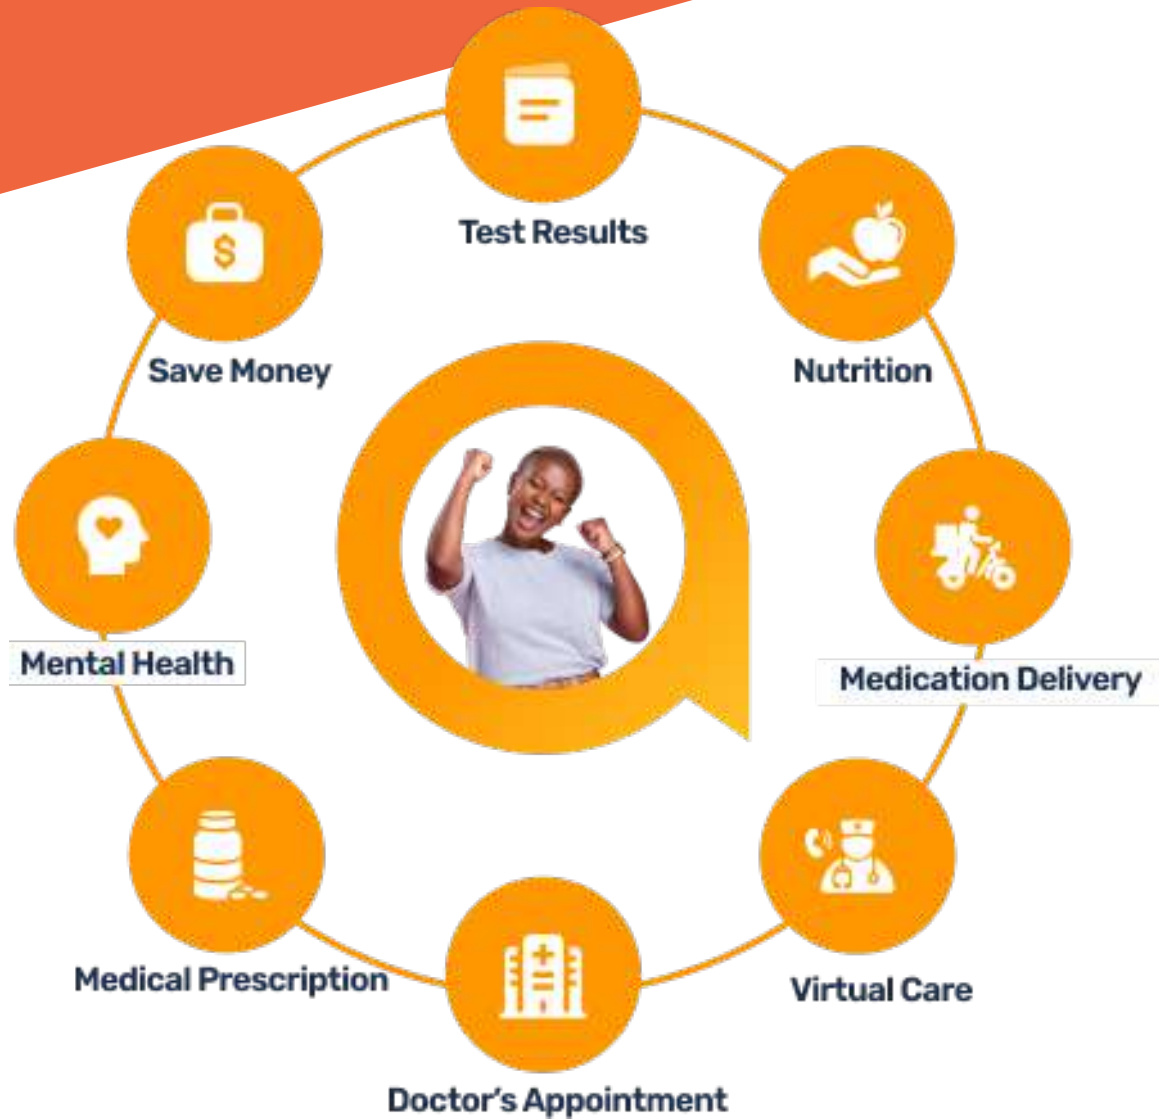 Test Results
Save Money
Nutrition
$
Mental Health
Medication Delivery
Medical Prescription
Virtual Care
Doctor's Appointment